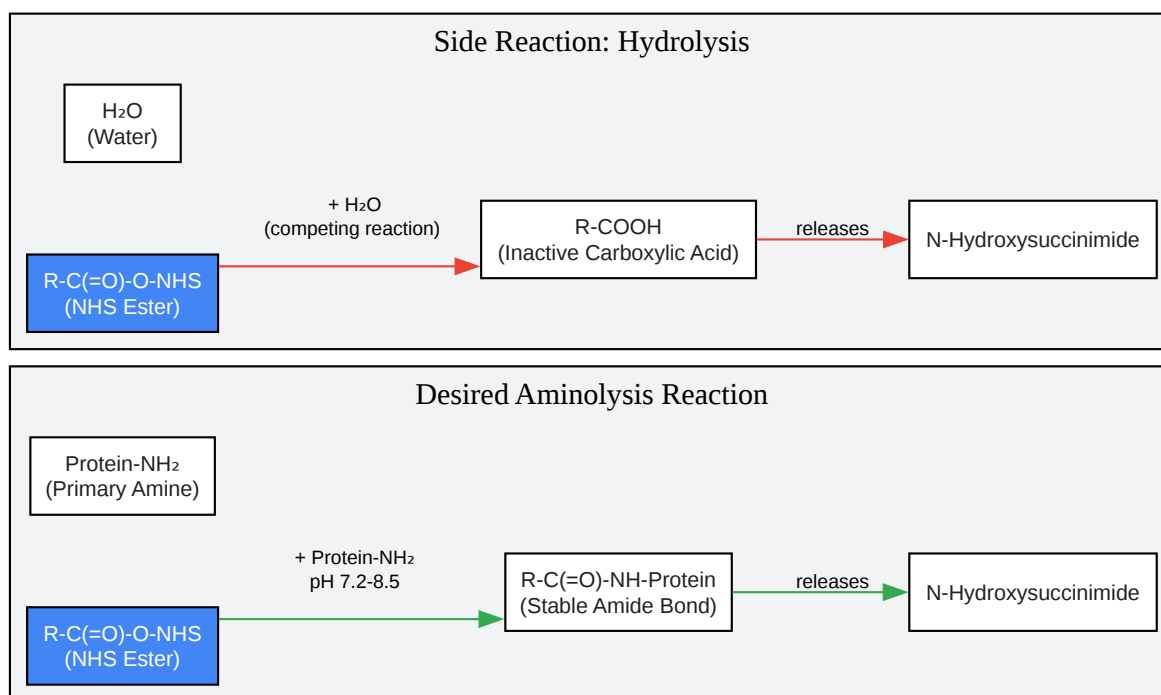 Side Reaction: Hydrolysis
H₂O
(Water)
+ H₂O
(competing reaction)
R-COOH
(Inactive Carboxylic Acid)
releases
N-Hydroxysuccinimide
R-C(=O)-O-NHS
(NHS Ester)
Desired Aminolysis Reaction
Protein-NH₂
(Primary Amine)
+ Protein-NH₂
pH 7.2-8.5
R-C(=O)-NH-Protein
(Stable Amide Bond)
releases
N-Hydroxysuccinimide
R-C(=O)-O-NHS
(NHS Ester)